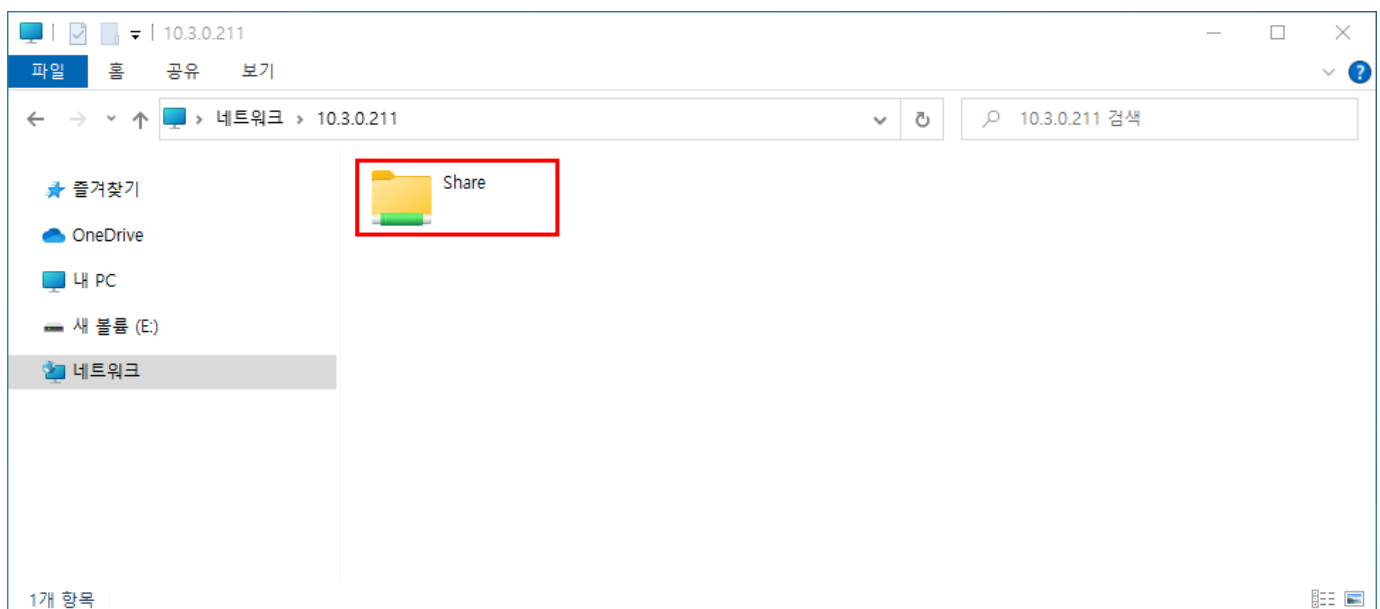 10.3.0.211
파일 홈 공유 보기
네트워크 > 10.3.0.211
10.3.0.211 검색
즐겨찾기
OneDrive
내 PC
새 볼륨 (E:)
네트워크
Share
1개 항목